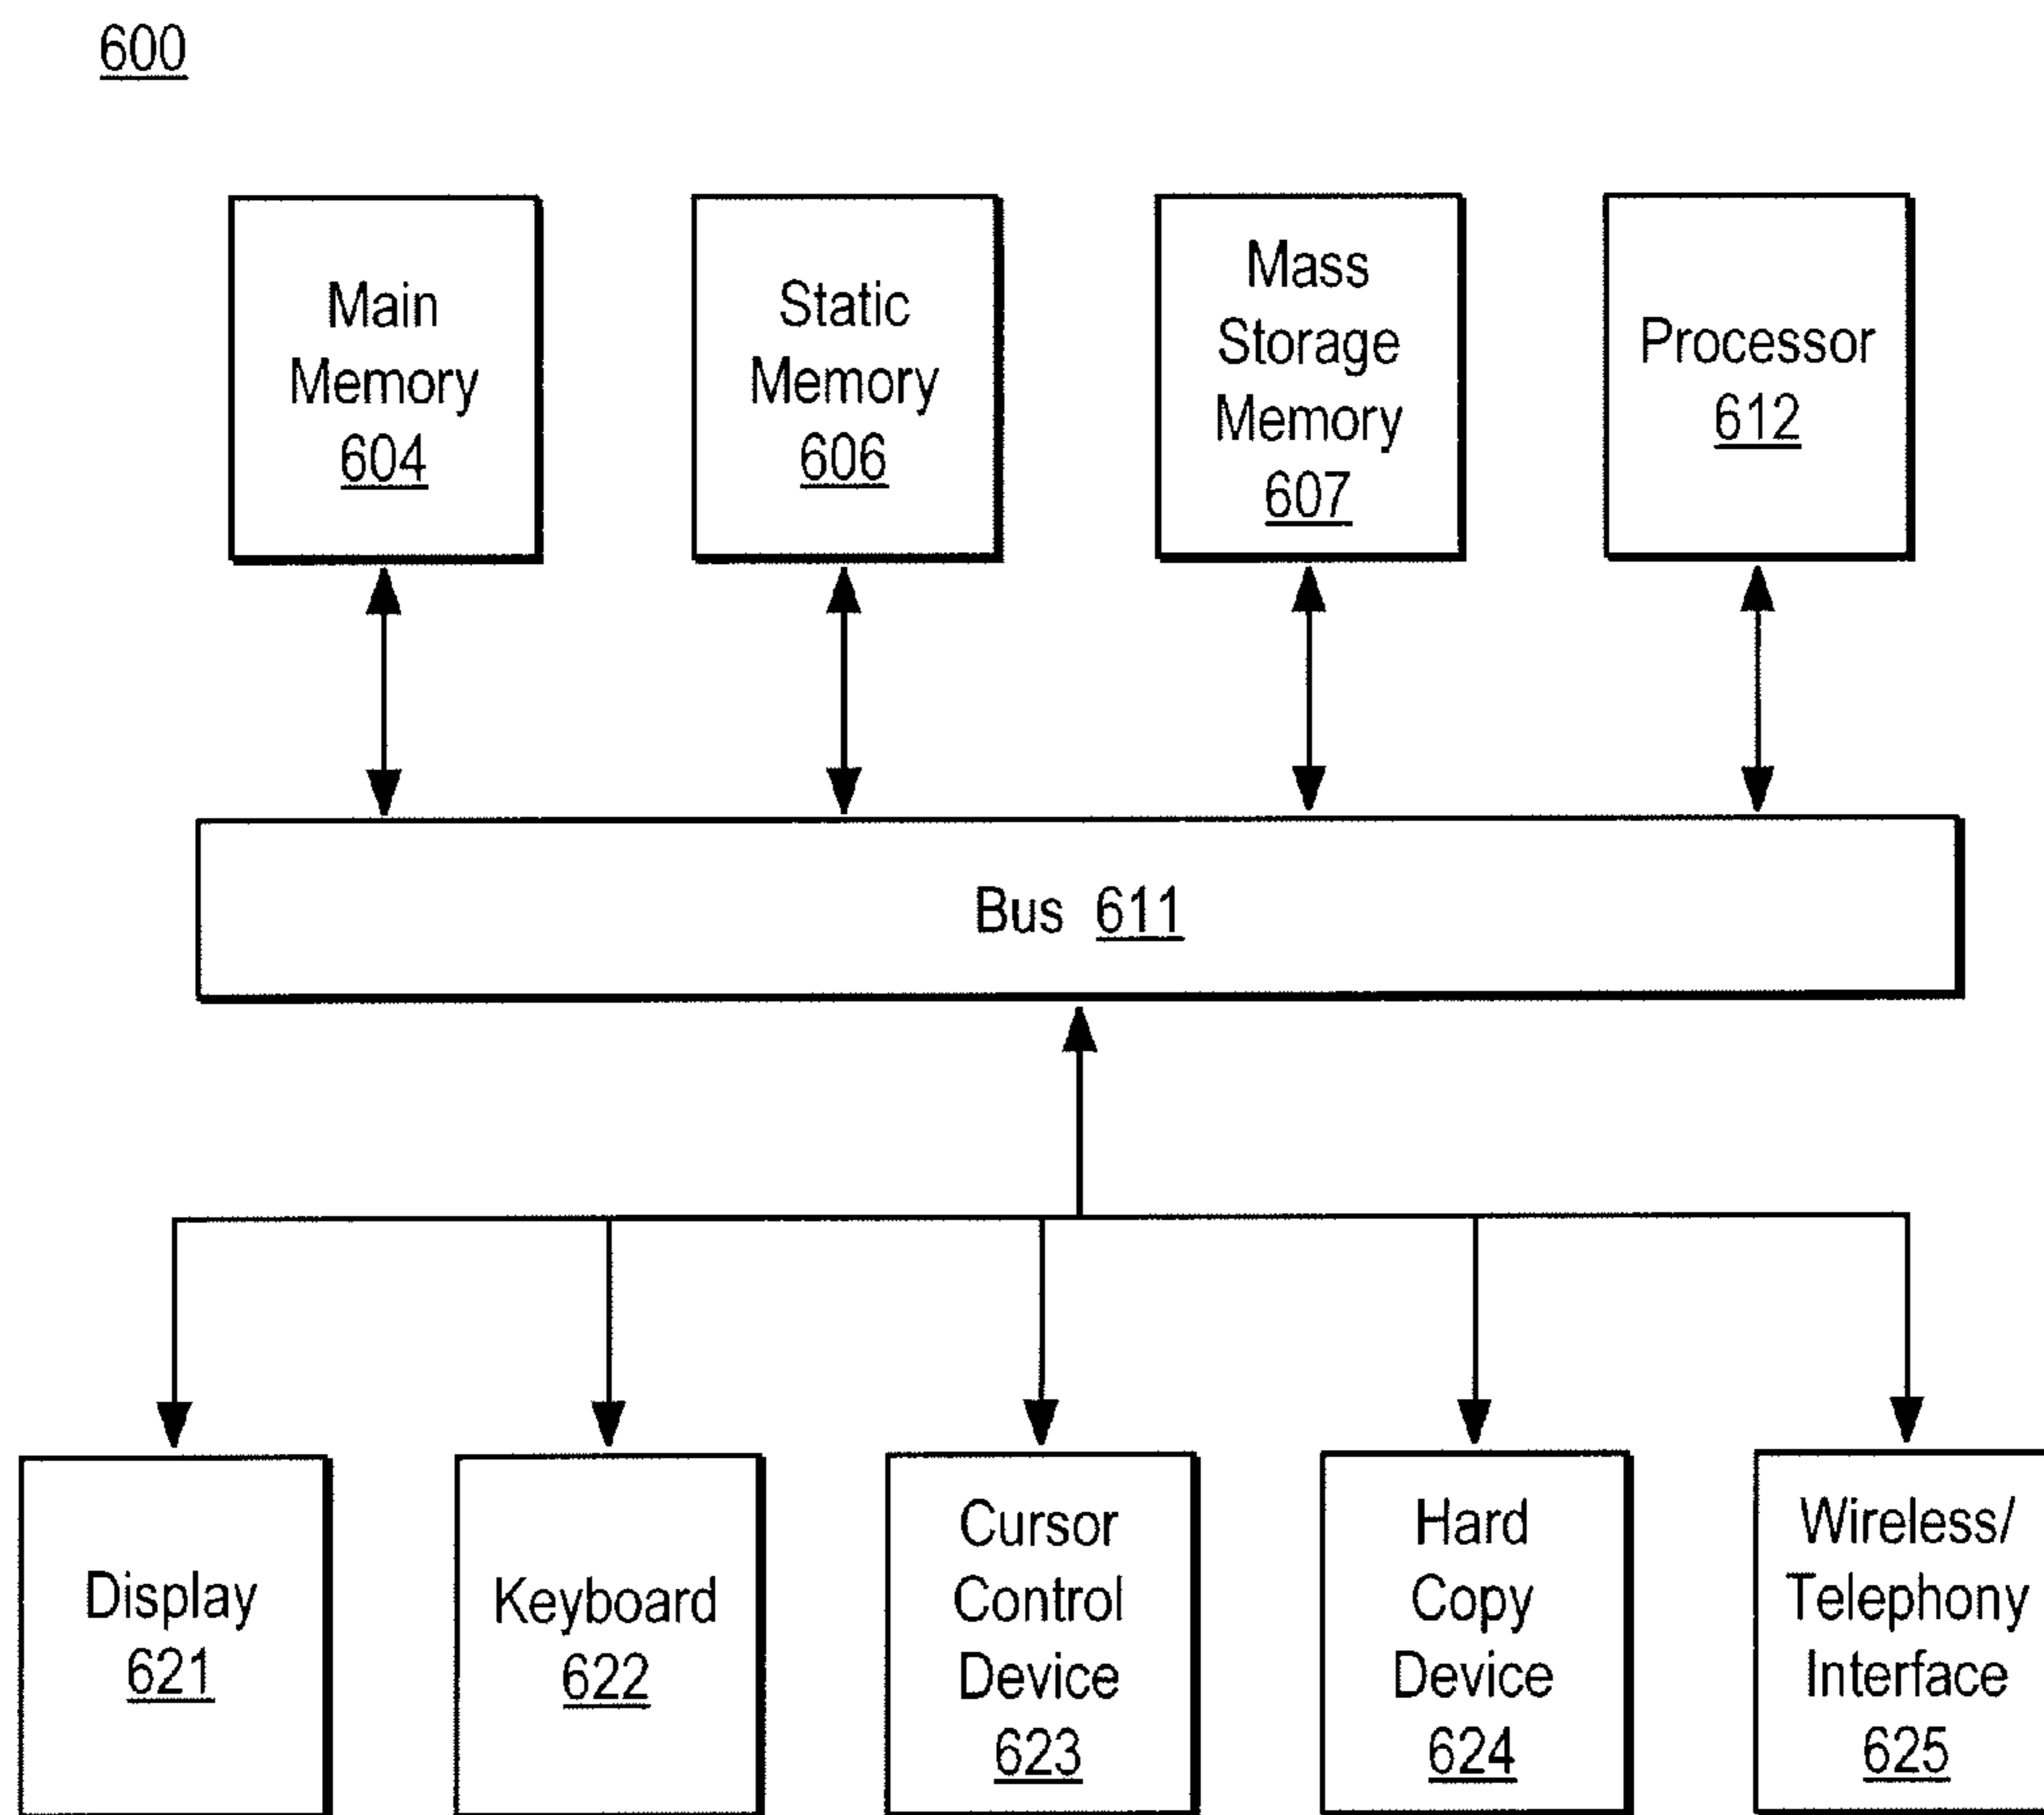 600
Main
Memory
604
Static
Memory
606
Mass
Storage
Memory
607
Processor
612
Bus 611
Display
621
Keyboard
622
Cursor
Control
Device
623
Hard
Copy
Device
624
Wireless/
Telephony
Interface
625